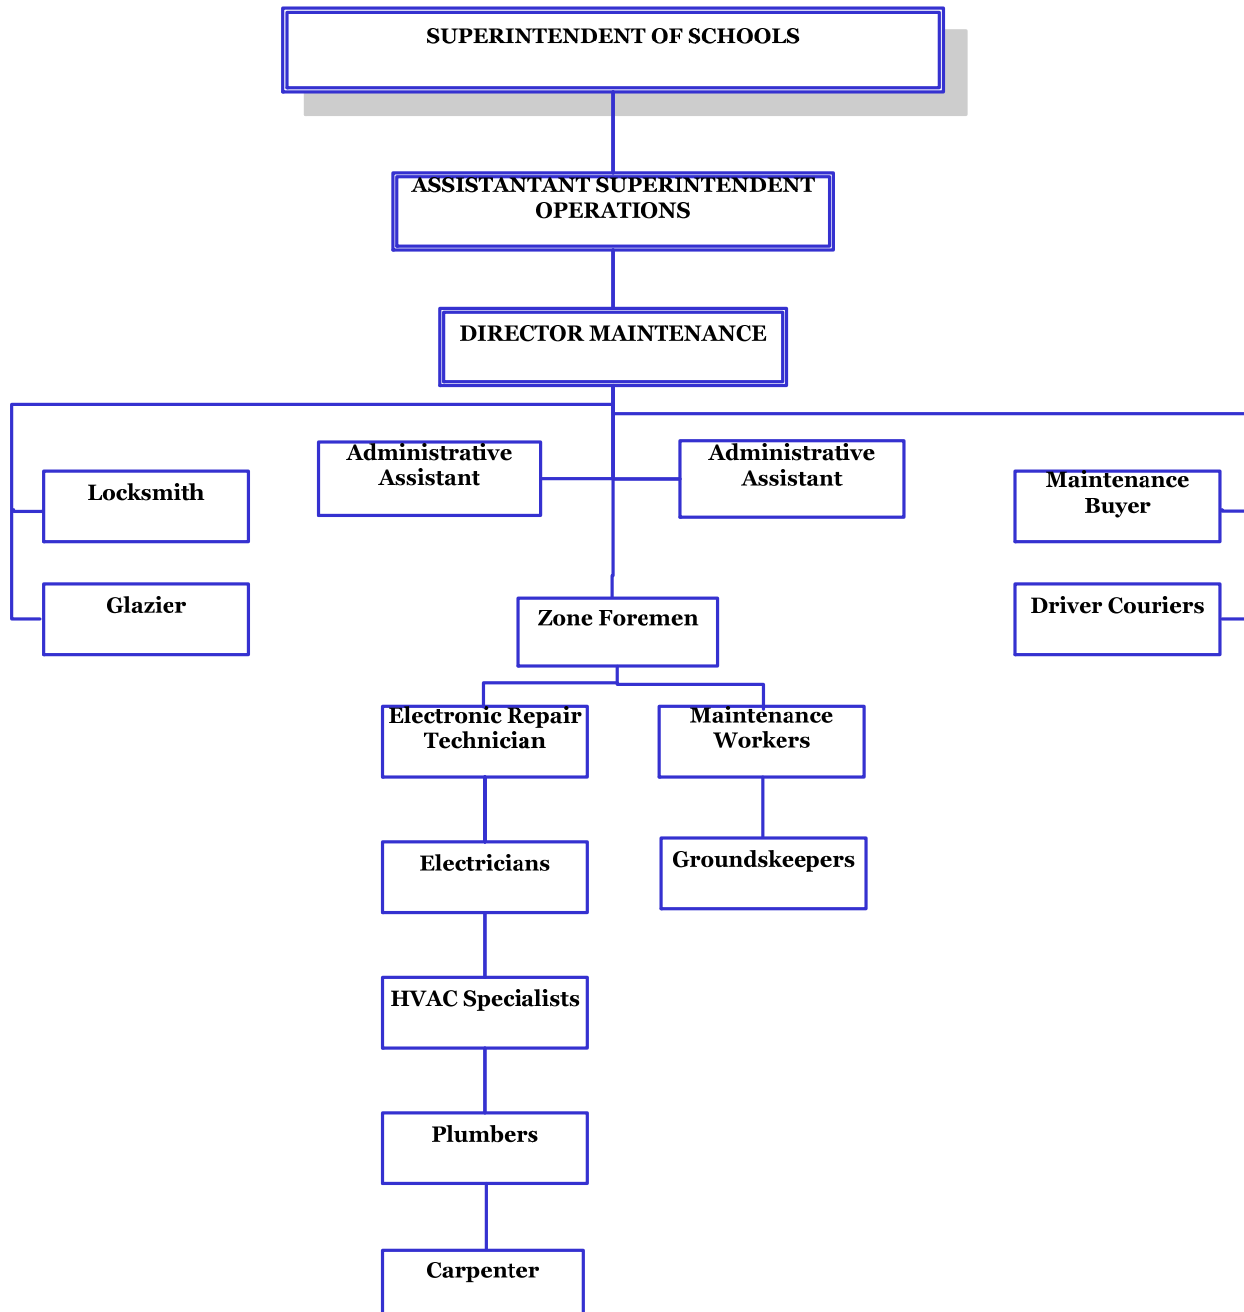 SUPERINTENDENT OF SCHOOLS
ASSISTANTANT SUPERINTENDENT
OPERATIONS
DIRECTOR MAINTENANCE
Administrative
Assistant
Administrative
Assistant
Locksmith
Maintenance
Buyer
Glazier
Driver Couriers
Zone Foremen
Electronic Repair
Technician
Maintenance
Workers
Electricians
Groundskeepers
HVAC Specialists
Plumbers
Carpenter